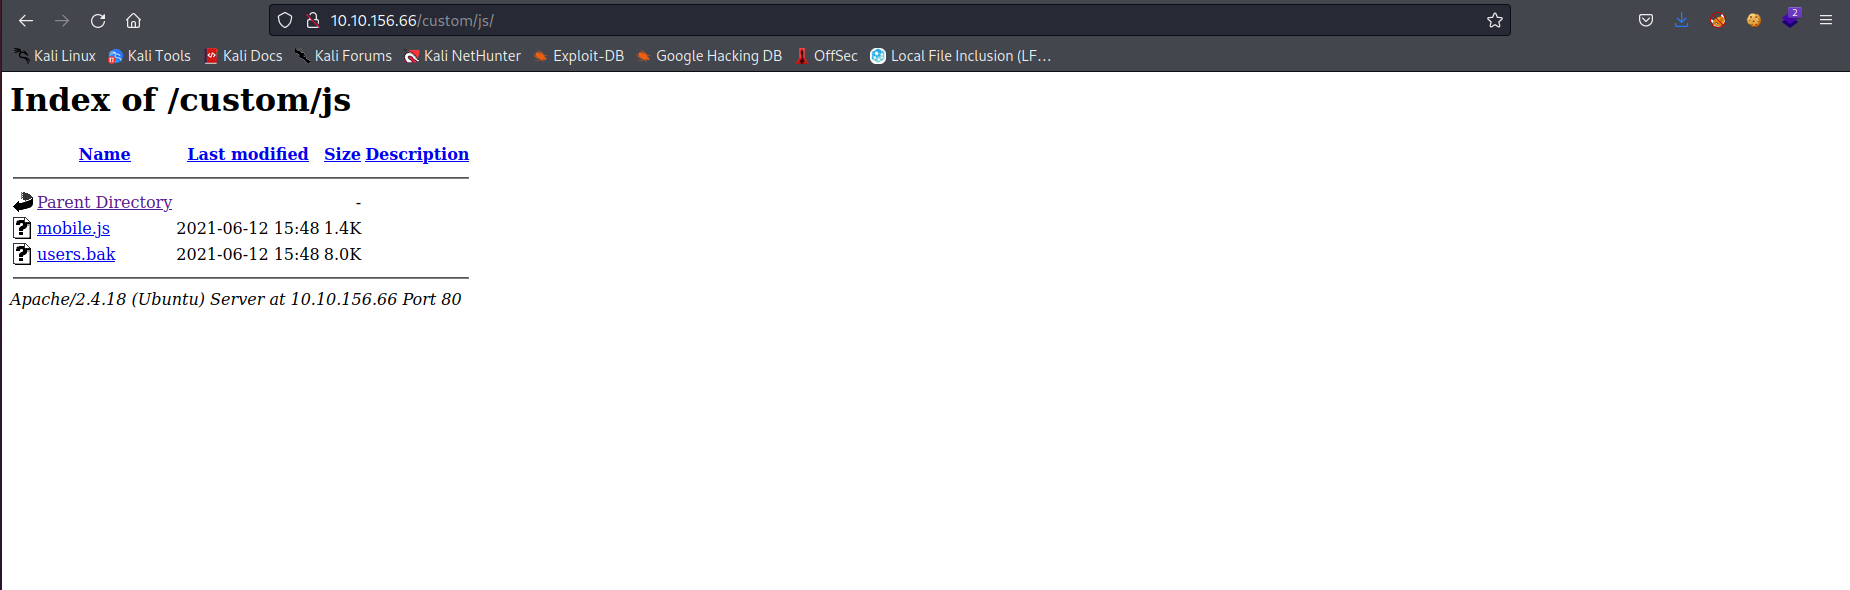 10.10.156.66/custom/js/
2
Kali Linux Kali Tools Kali Docs Kali Forums Kali NetHunter Exploit-DB Google Hacking DB OffSec Local File Inclusion (LF…
Index of /custom/js
Name Last modified Size Description
Parent Directory -
mobile.js 2021-06-12 15:48 1.4K
users.bak 2021-06-12 15:48 8.0K
Apache/2.4.18 (Ubuntu) Server at 10.10.156.66 Port 80